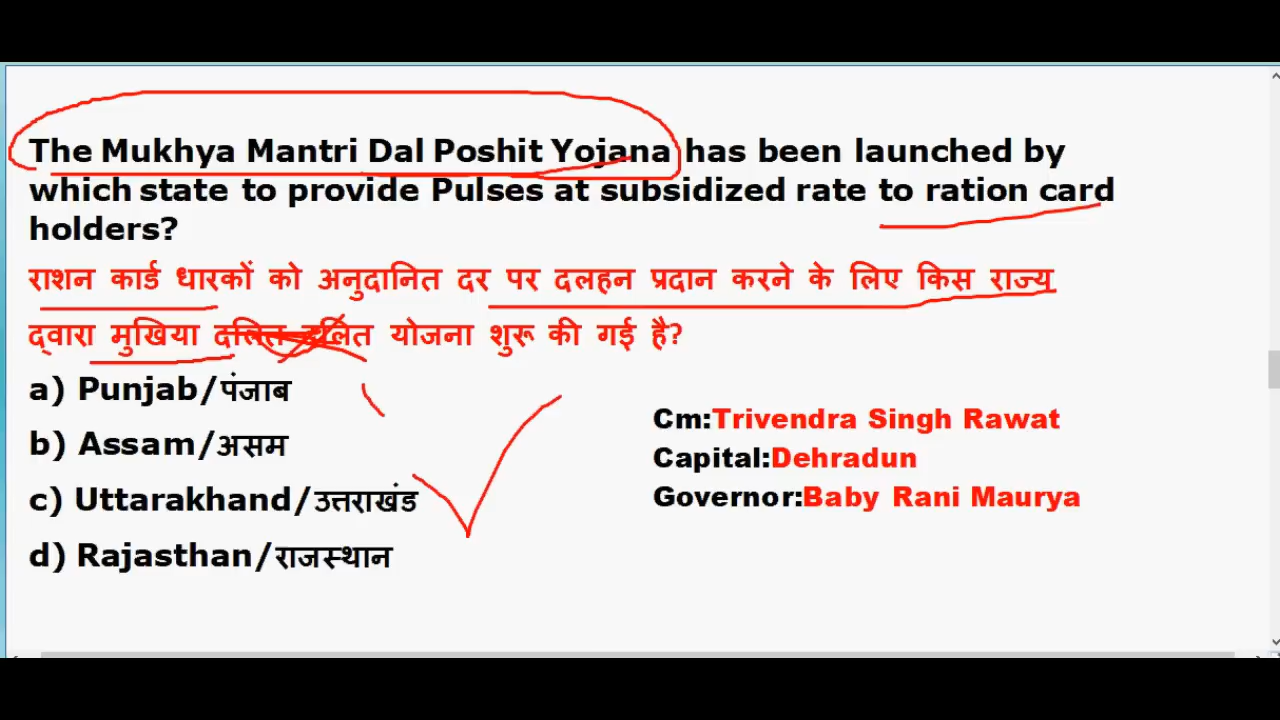 The Mukhya Mantri Dal Poshit Yojana has been launched by
which state to provide Pulses at subsidized rate to ration card
holders?
राशन कार्ड धारकों को अनुदानित दर पर दलहन प्रदान करने के लिए किस राज्य
द्वारा मुखिया दलित दलित योजना शुरू की गई है?
a) Punjab/पंजाब
b) Assam/असम
c) Uttarakhand/उत्तराखंड
d) Rajasthan/राजस्थान
Cm:Trivendra Singh Rawat
Capital:Dehradun
Governor:Baby Rani Maurya